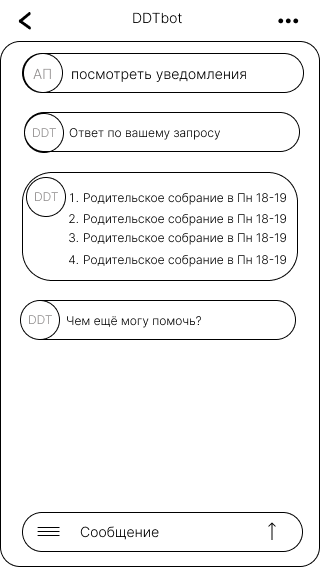 DDTbot
АП посмотреть уведомления
DDT Ответ по вашему запросу
DDT 1. Родительское собрание в Пн 18-19
2. Родительское собрание в Пн 18-19
3. Родительское собрание в Пн 18-19
4. Родительское собрание в Пн 18-19
DDT Чем ещё могу помочь?
Сообщение